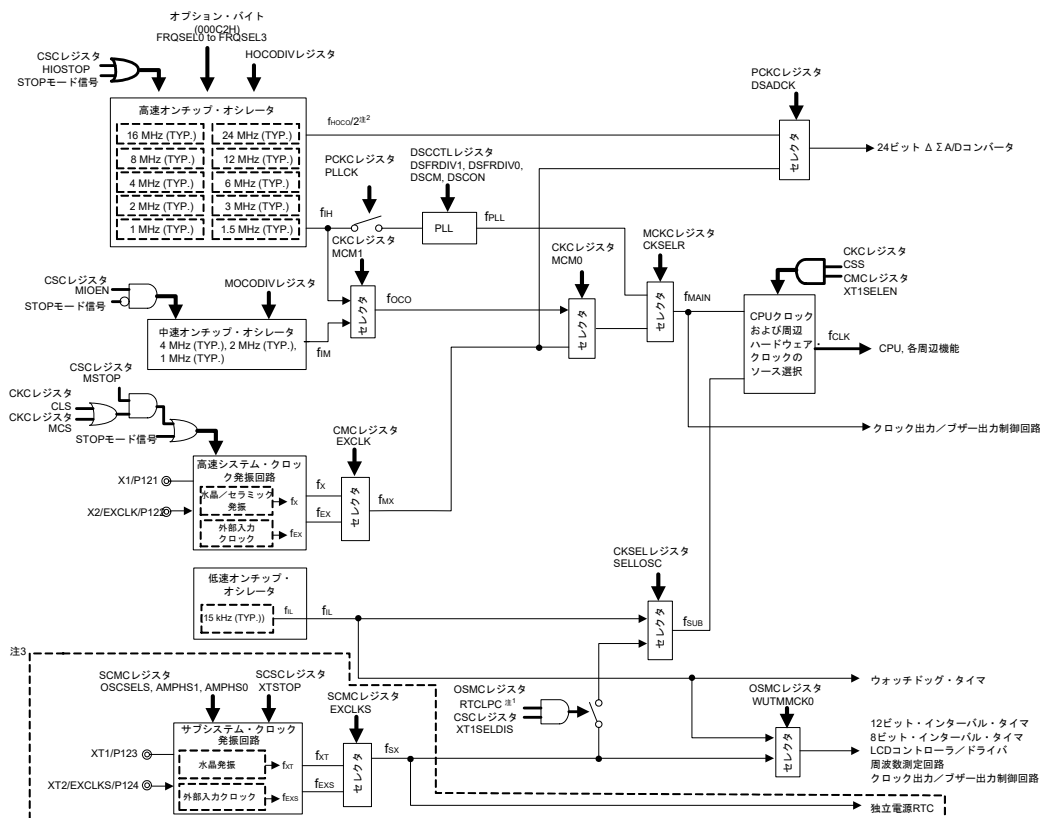 オプション・バイト
(000C2H)
FRQSEL0 to FRQSEL3
CSCレジスタ
HIOSTOP
STOPモード信号
HOCODIVレジスタ
高速オンチップ・オシレータ
16 MHz (TYP.)
24 MHz (TYP.)
8 MHz (TYP.)
12 MHz (TYP.)
4 MHz (TYP.)
6 MHz (TYP.)
2 MHz (TYP.)
3 MHz (TYP.)
1 MHz (TYP.)
1.5 MHz (TYP.)
fHOCO/2注2
PCKCレジスタ
DSADCK
セレクタ
24ビット ΔΣA/Dコンバータ
fIH
PCKCレジスタ
PLLCK
DSCCTLレジスタ
DSFRDIV1, DSFRDIV0,
DSCM, DSCON
PLL
fPLL
CKCレジスタ
MCM1
セレクタ
fOCO
CKCレジスタ
MCM0
セレクタ
MCKCレジスタ
CKSELR
セレクタ
fMAIN
CKCレジスタ
CSS
CMCレジスタ
XT1SELEN
CPUクロック
および周辺
ハードウェア・
クロックの
ソース選択
fCLK
CPU, 各周辺機能
クロック出力／ブザー出力制御回路
CSCレジスタ
MIOEN
STOPモード信号
MOCODIVレジスタ
中速オンチップ・オシレータ
4 MHz (TYP.), 2 MHz (TYP.),
1 MHz (TYP.)
fIM
CSCレジスタ
MSTOP
CKCレジスタ
CLS
CKCレジスタ
MCS
STOPモード信号
X1/P121
X2/EXCLK/P122
高速システム・クロック
発振回路
水晶／セラミック
発振
fX
外部入力
クロック
fEX
fX
fEX
CMCレジスタ
EXCLK
セレクタ
fMX
低速オンチップ・
オシレータ
15 kHz (TYP.))
fIL
fIL
CKSELレジスタ
SELLOSC
セレクタ
fSUB
注3
SCMCレジスタ
OSCSELS, AMPHS1, AMPHS0
SCSCレジスタ
XTSTOP
XT1/P123
XT2/EXCLKS/P124
サブシステム・クロック
発振回路
水晶発振
fXT
外部入力クロック
fEXS
fXT
fEXS
SCMCレジスタ
EXCLKS
セレクタ
fSX
OSMCレジスタ
RTCLPC 注1
CSCレジスタ
XT1SELDIS
ウォッチドッグ・タイマ
OSMCレジスタ
WUTMMCK0
セレクタ
12ビット・インターバル・タイマ
8ビット・インターバル・タイマ
LCDコントローラ／ドライバ
周波数測定回路
クロック出力／ブザー出力制御回路
独立電源RTC